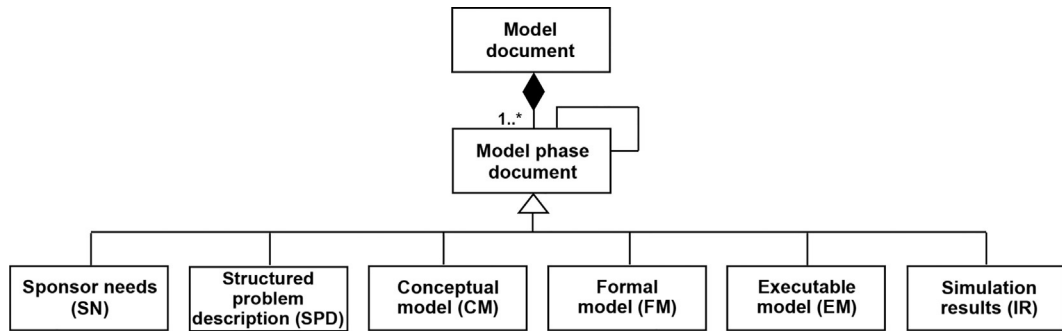 Model
document
1..*
Model phase
document
Sponsor needs
(SN)
Structured
problem
description (SPD)
Conceptual
model (CM)
Formal
model (FM)
Executable
model (EM)
Simulation
results (IR)